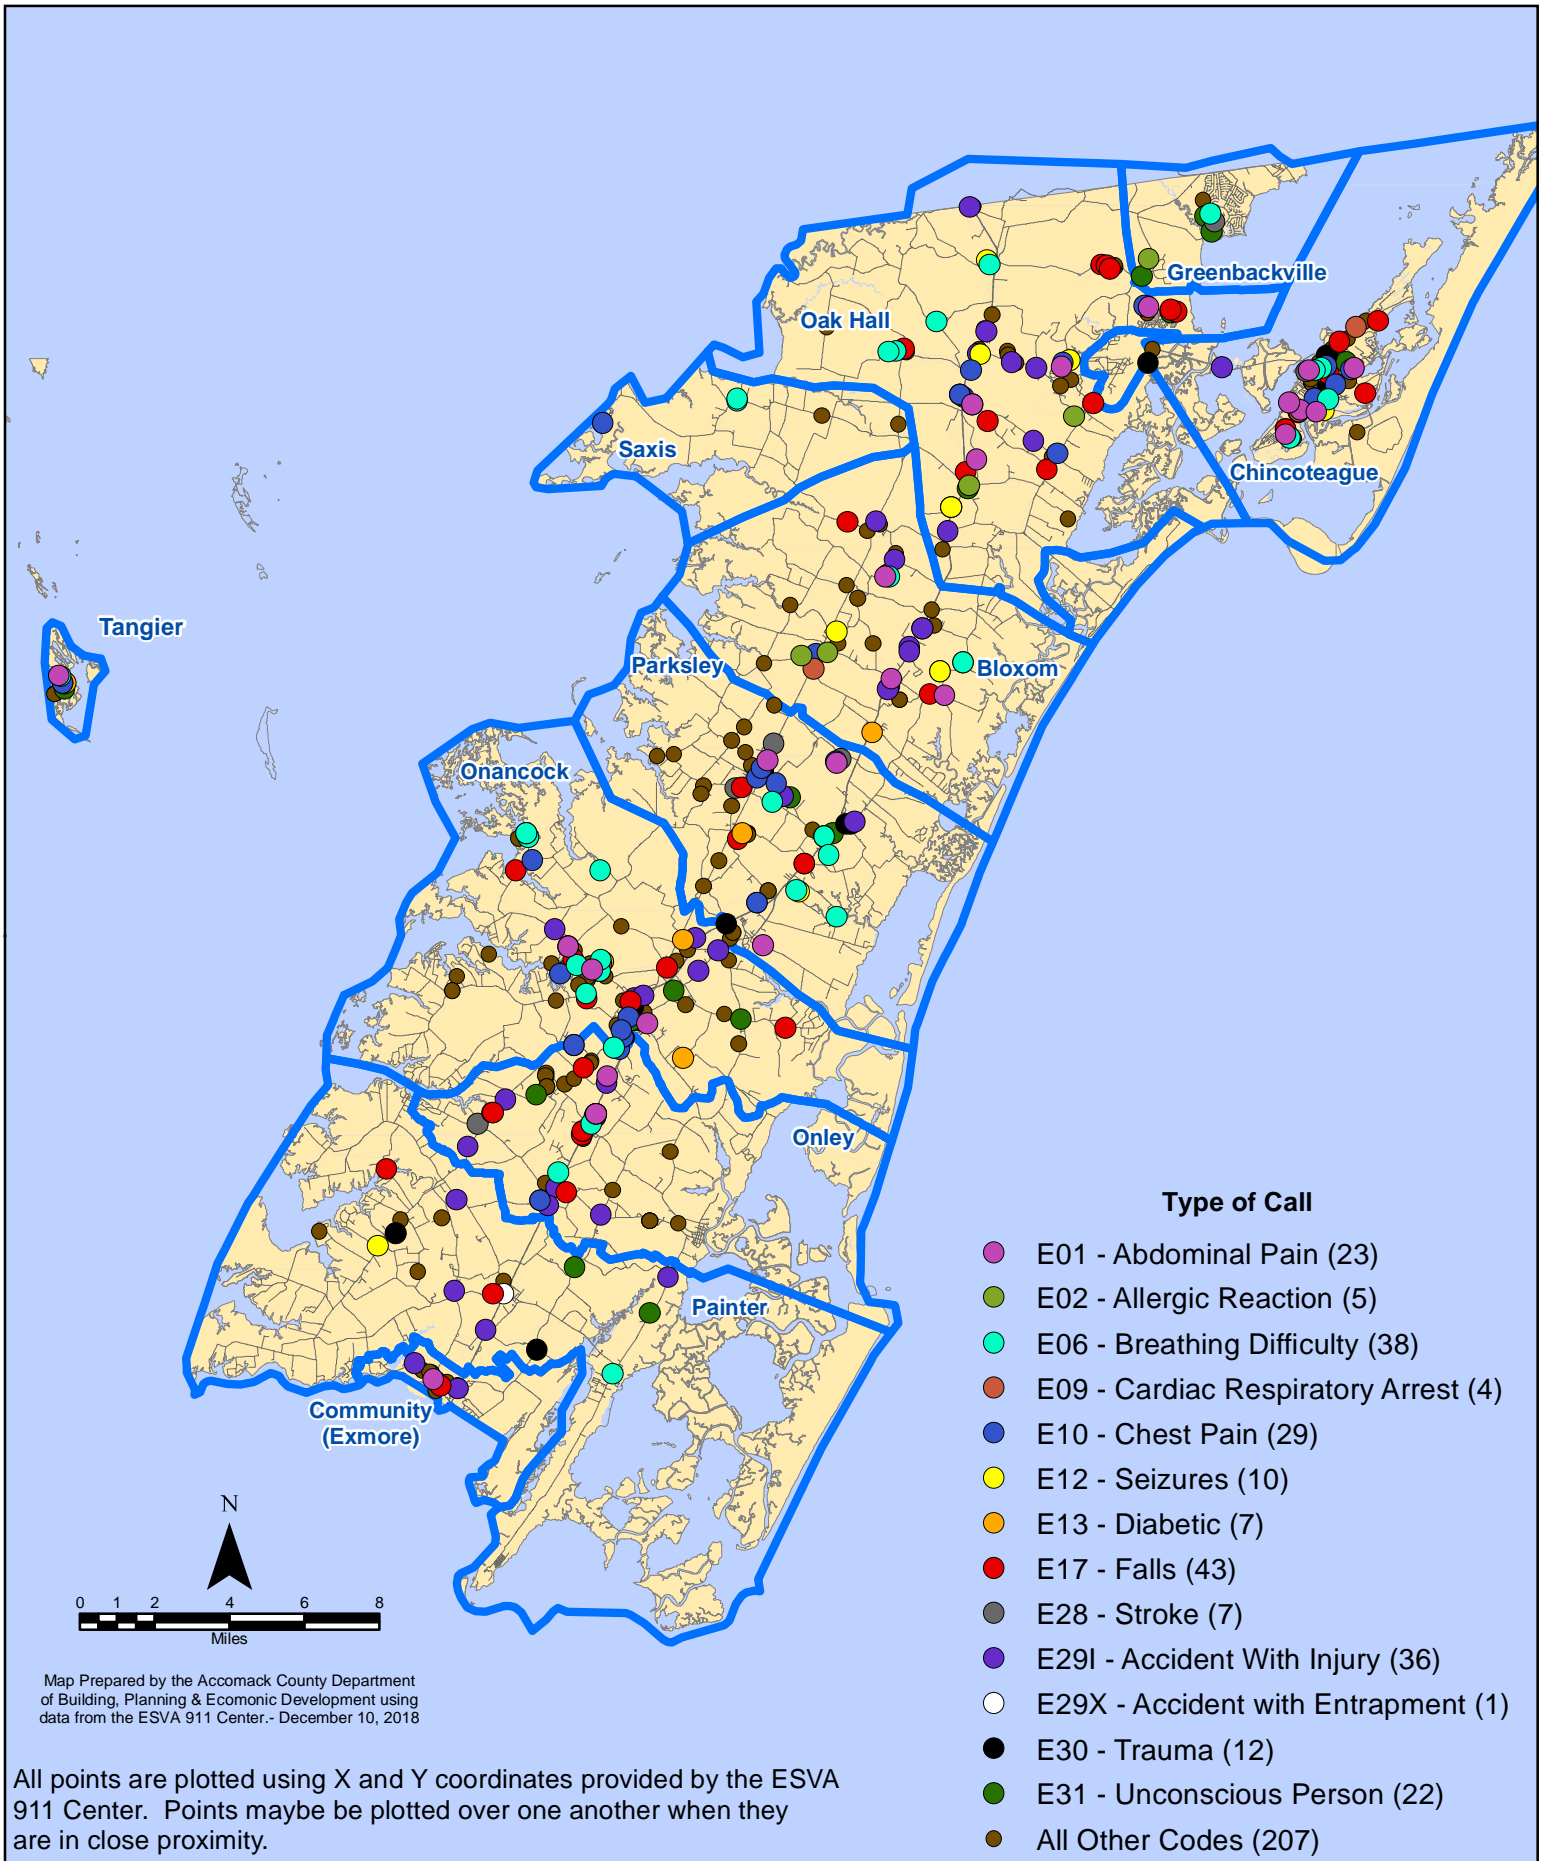 Greenbackville
Oak Hall
Saxis
Chincoteague
Tangier
Parksley
Bloxom
Onancock
Onley
Painter
Community
(Exmore)
Type of Call
E01 - Abdominal Pain (23)
E02 - Allergic Reaction (5)
E06 - Breathing Difficulty (38)
E09 - Cardiac Respiratory Arrest (4)
E10 - Chest Pain (29)
E12 - Seizures (10)
E13 - Diabetic (7)
E17 - Falls (43)
E28 - Stroke (7)
E29I - Accident With Injury (36)
E29X - Accident with Entrapment (1)
E30 - Trauma (12)
E31 - Unconscious Person (22)
All Other Codes (207)
N
0 1 2 4 6 8
Miles
Map Prepared by the Accomack County Department
of Building, Planning & Ecomonic Development using
data from the ESVA 911 Center.- December 10, 2018
All points are plotted using X and Y coordinates provided by the ESVA
911 Center. Points maybe be plotted over one another when they
are in close proximity.